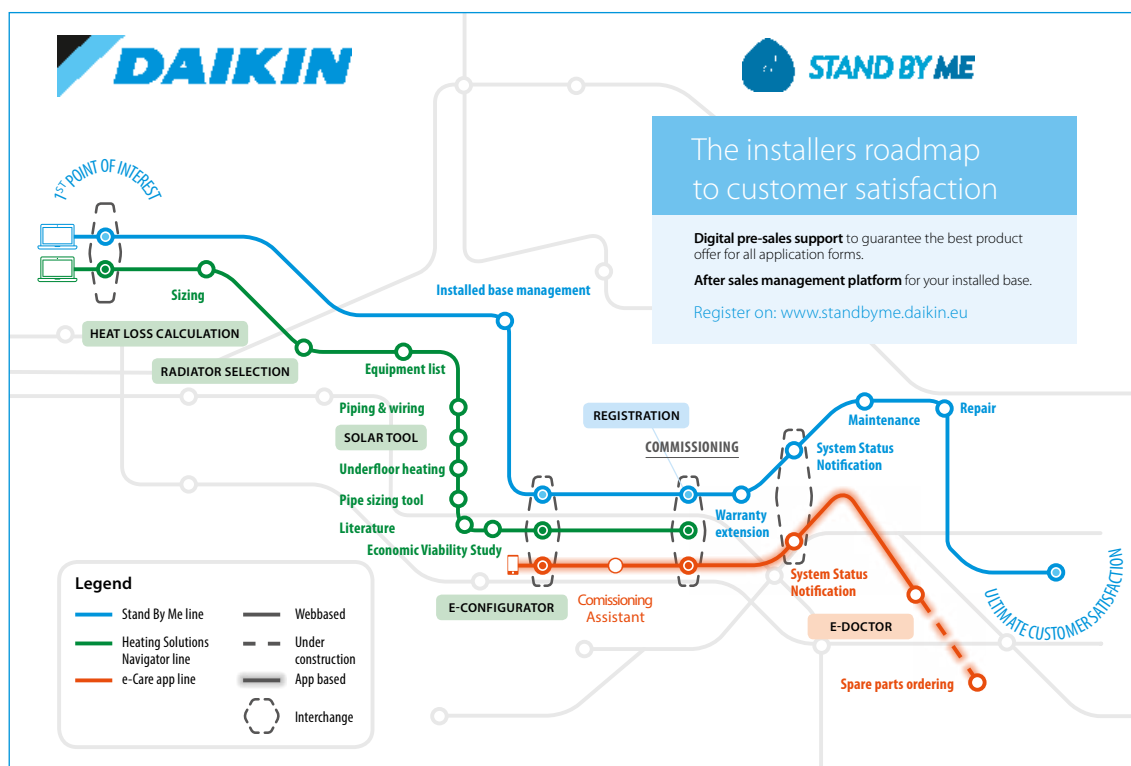 DAIKIN
STAND BY ME
The installers roadmap
to customer satisfaction
Digital pre-sales support to guarantee the best product
offer for all application forms.
After sales management platform for your installed base.
Register on: www.standbyme.daikin.eu
1ST POINT OF INTEREST
Sizing
Installed base management
HEAT LOSS CALCULATION
RADIATOR SELECTION
Equipment list
Piping & wiring
SOLAR TOOL
Underfloor heating
Pipe sizing tool
Literature
Economic Viability Study
REGISTRATION
COMMISSIONING
Maintenance
Repair
System Status
Notification
Warranty
extension
System Status
Notification
E-CONFIGURATOR
Comissioning
Assistant
E-DOCTOR
Spare parts ordering
ULTIMATE CUSTOMER SATISFACTION
Legend
Stand By Me line
Heating Solutions
Navigator line
e-Care app line
Webbased
Under
construction
App based
Interchange